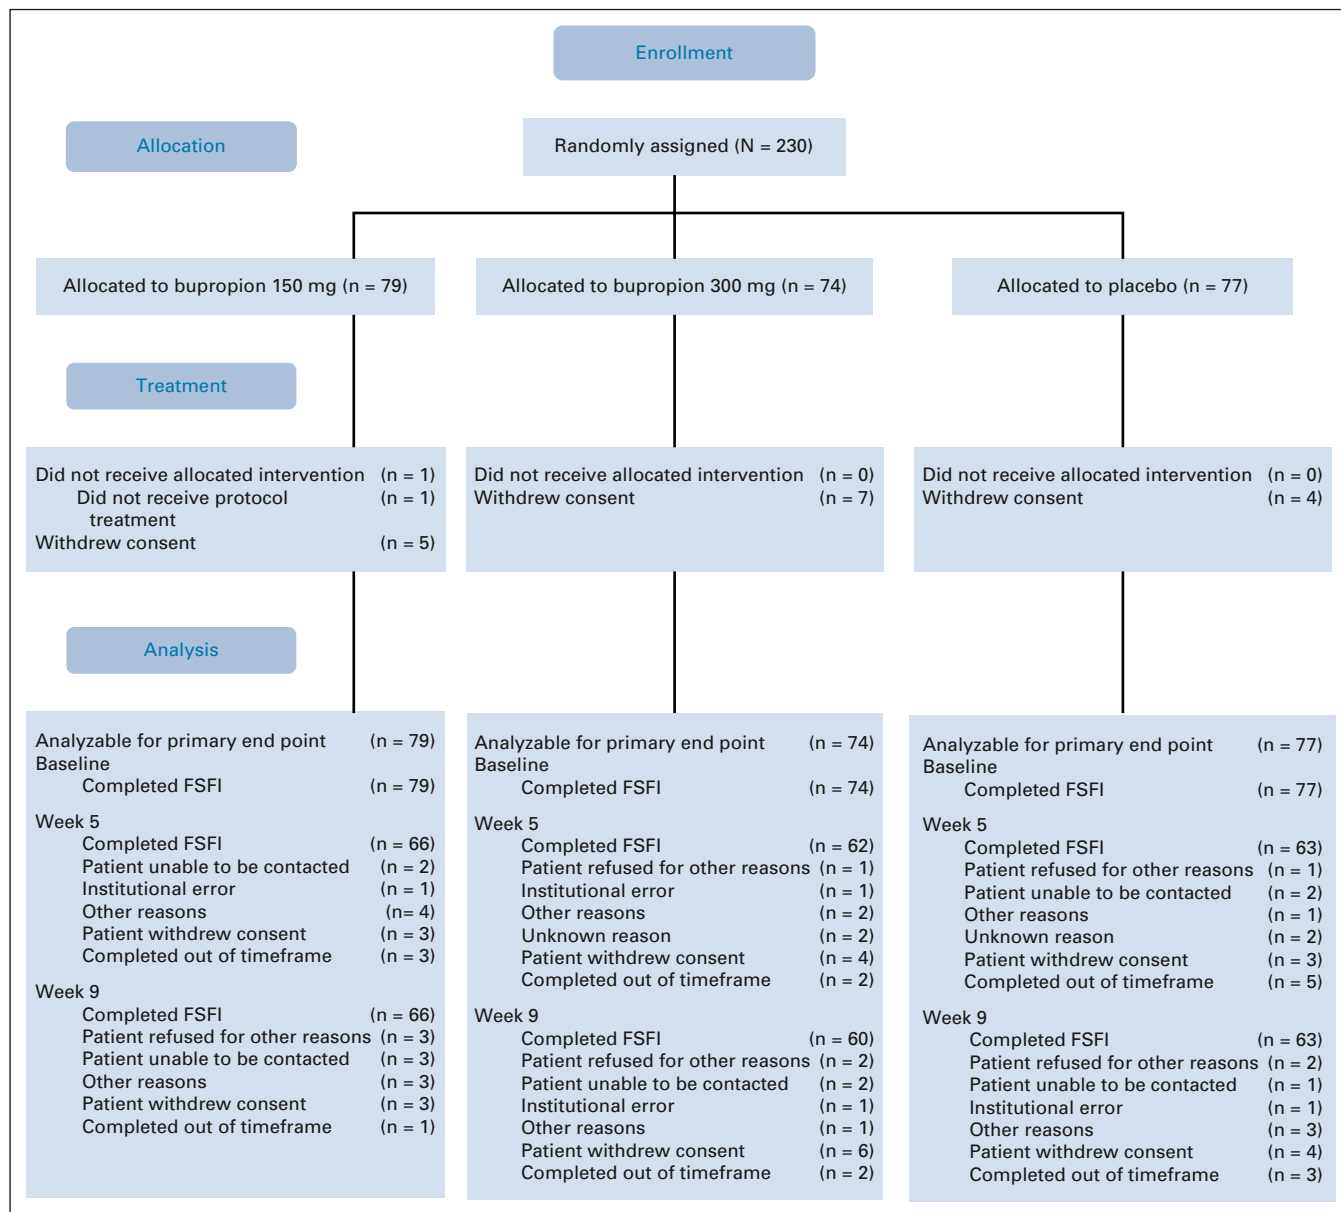 Enrollment
Allocation
Randomly assigned (N = 230)
Allocated to bupropion 150 mg (n = 79)
Allocated to bupropion 300 mg (n = 74)
Allocated to placebo (n = 77)
Treatment
Did not receive allocated intervention (n = 1)
Did not receive protocol (n = 1)
treatment
Withdrew consent (n = 5)
Did not receive allocated intervention (n = 0)
Withdrew consent (n = 7)
Did not receive allocated intervention (n = 0)
Withdrew consent (n = 4)
Analysis
Analyzable for primary end point (n = 79)
Baseline
Completed FSFI (n = 79)
Week 5
Completed FSFI (n = 66)
Patient unable to be contacted (n = 2)
Institutional error (n = 1)
Other reasons (n= 4)
Patient withdrew consent (n = 3)
Completed out of timeframe (n = 3)
Week 9
Completed FSFI (n = 66)
Patient refused for other reasons (n = 3)
Patient unable to be contacted (n = 3)
Other reasons (n = 3)
Patient withdrew consent (n = 3)
Completed out of timeframe (n = 1)
Analyzable for primary end point (n = 74)
Baseline
Completed FSFI (n = 74)
Week 5
Completed FSFI (n = 62)
Patient refused for other reasons (n = 1)
Institutional error (n = 1)
Other reasons (n = 2)
Unknown reason (n = 2)
Patient withdrew consent (n = 4)
Completed out of timeframe (n = 2)
Week 9
Completed FSFI (n = 60)
Patient refused for other reasons (n = 2)
Patient unable to be contacted (n = 2)
Institutional error (n = 1)
Other reasons (n = 1)
Patient withdrew consent (n = 6)
Completed out of timeframe (n = 2)
Analyzable for primary end point (n = 77)
Baseline
Completed FSFI (n = 77)
Week 5
Completed FSFI (n = 63)
Patient refused for other reasons (n = 1)
Patient unable to be contacted (n = 2)
Other reasons (n = 1)
Unknown reason (n = 2)
Patient withdrew consent (n = 3)
Completed out of timeframe (n = 5)
Week 9
Completed FSFI (n = 63)
Patient refused for other reasons (n = 2)
Patient unable to be contacted (n = 1)
Institutional error (n = 1)
Other reasons (n = 3)
Patient withdrew consent (n = 4)
Completed out of timeframe (n = 3)